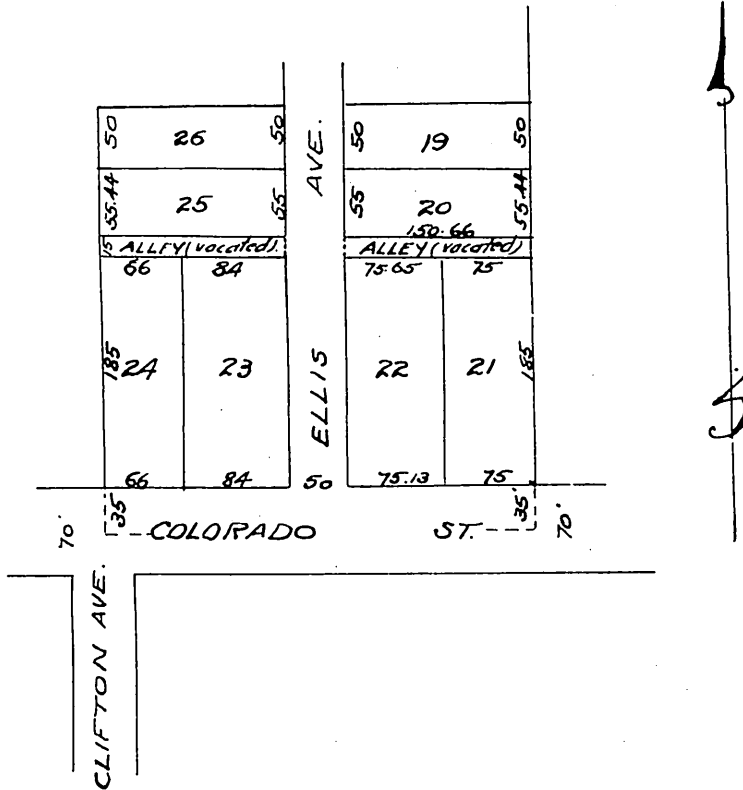 50 26 50
AVE.
50 19 50
55.44 25 55
55 20 55.44
150.66
15 ALLEY (vacated).
ALLEY (vacated)
66 84
75.65 75
185 24 23
ELLIS
22 21 185
66 84 50 75.13 75
70' 35' COLORADO ST. 35' 70'
CLIFTON AVE.